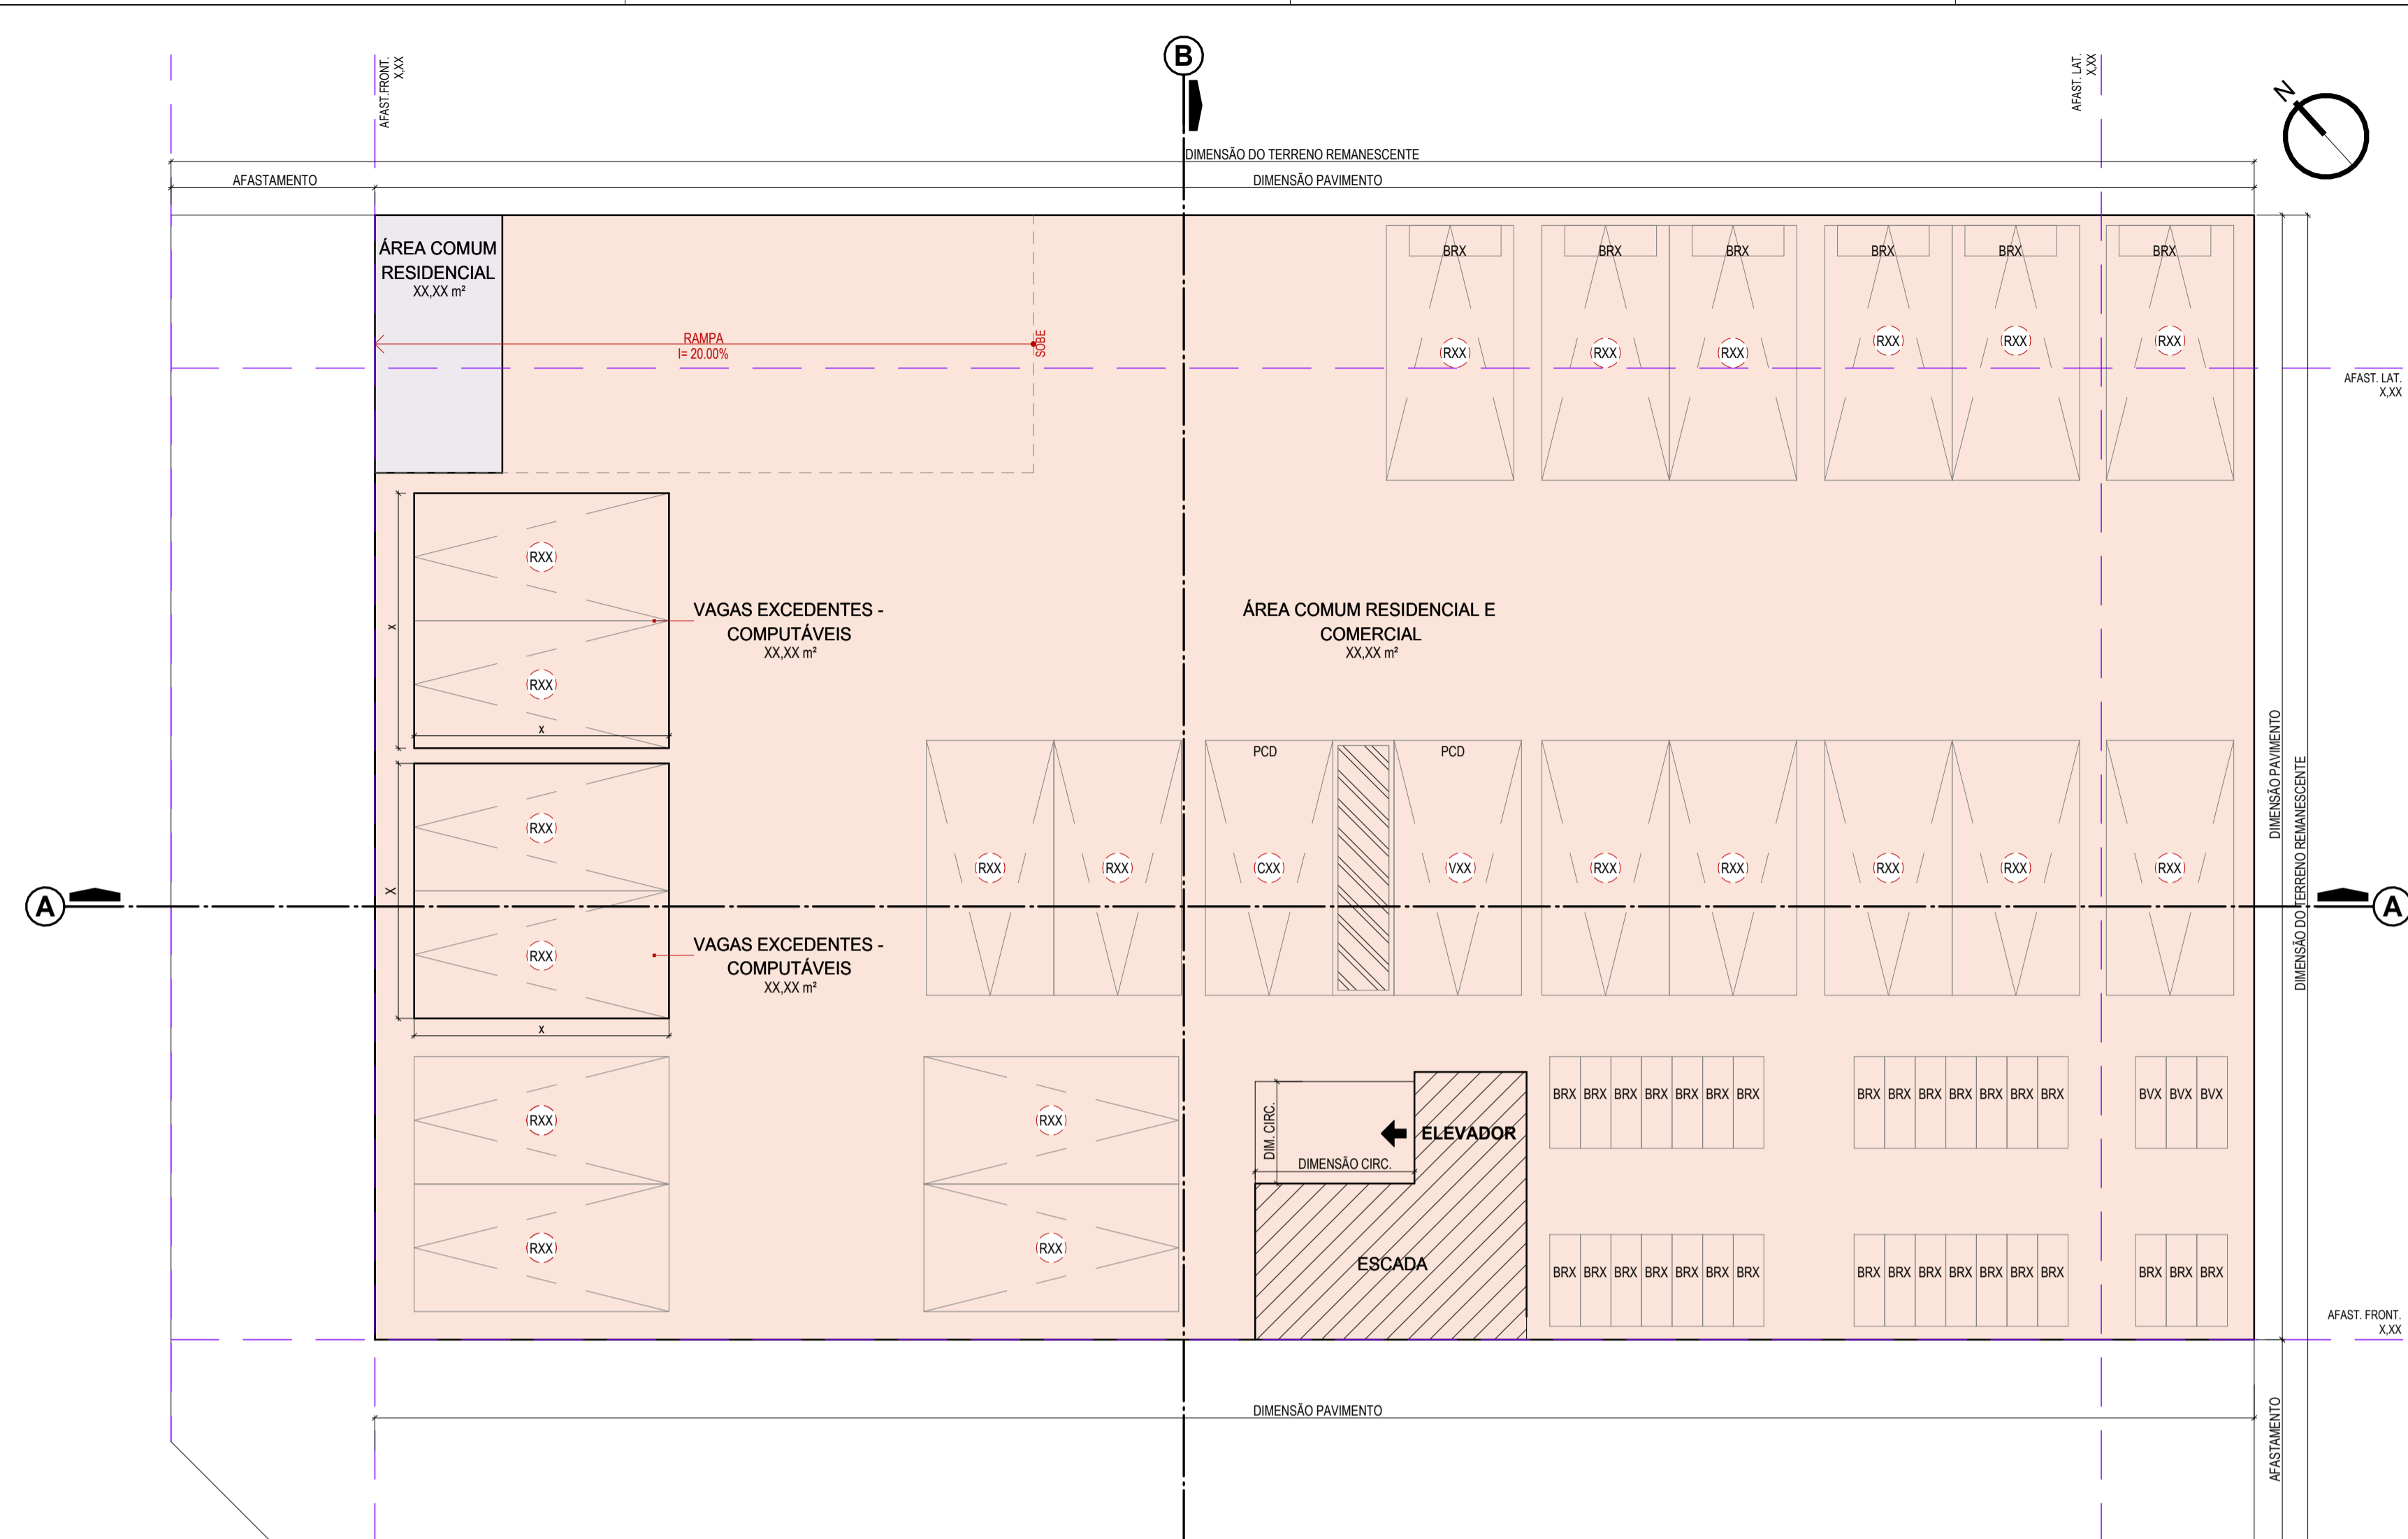 B
AFAST.FRONT.
X,XX
AFAST. LAT.
X,XX
N
DIMENSÃO DO TERRENO REMANESCENTE
AFASTAMENTO
DIMENSÃO PAVIMENTO
ÁREA COMUM
RESIDENCIAL
XX,XX m²
BRX BRX BRX BRX BRX BRX
RAMPA
I= 20.00%
SOBE
RXX RXX RXX RXX RXX RXX
AFAST. LAT.
X,XX
RXX
X
VAGAS EXCEDENTES -
COMPUTÁVEIS
XX,XX m²
ÁREA COMUM RESIDENCIAL E
COMERCIAL
XX,XX m²
RXX
X
DIMENSÃO PAVIMENTO
DIMENSÃO DO TERRENO REMANESCENTE
PCD PCD
RXX
RXX RXX CXX VXX RXX RXX RXX RXX RXX
X
A
A
RXX
VAGAS EXCEDENTES -
COMPUTÁVEIS
XX,XX m²
X
RXX
RXX
DIM. CIRC.
ELEVADOR
DIMENSÃO CIRC.
BRX BRX BRX BRX BRX BRX BRX
BRX BRX BRX BRX BRX BRX BRX
BVX BVX BVX
RXX
RXX
ESCADA
BRX BRX BRX BRX BRX BRX BRX
BRX BRX BRX BRX BRX BRX BRX
BRX BRX BRX
AFAST. FRONT.
X,XX
DIMENSÃO PAVIMENTO
AFASTAMENTO